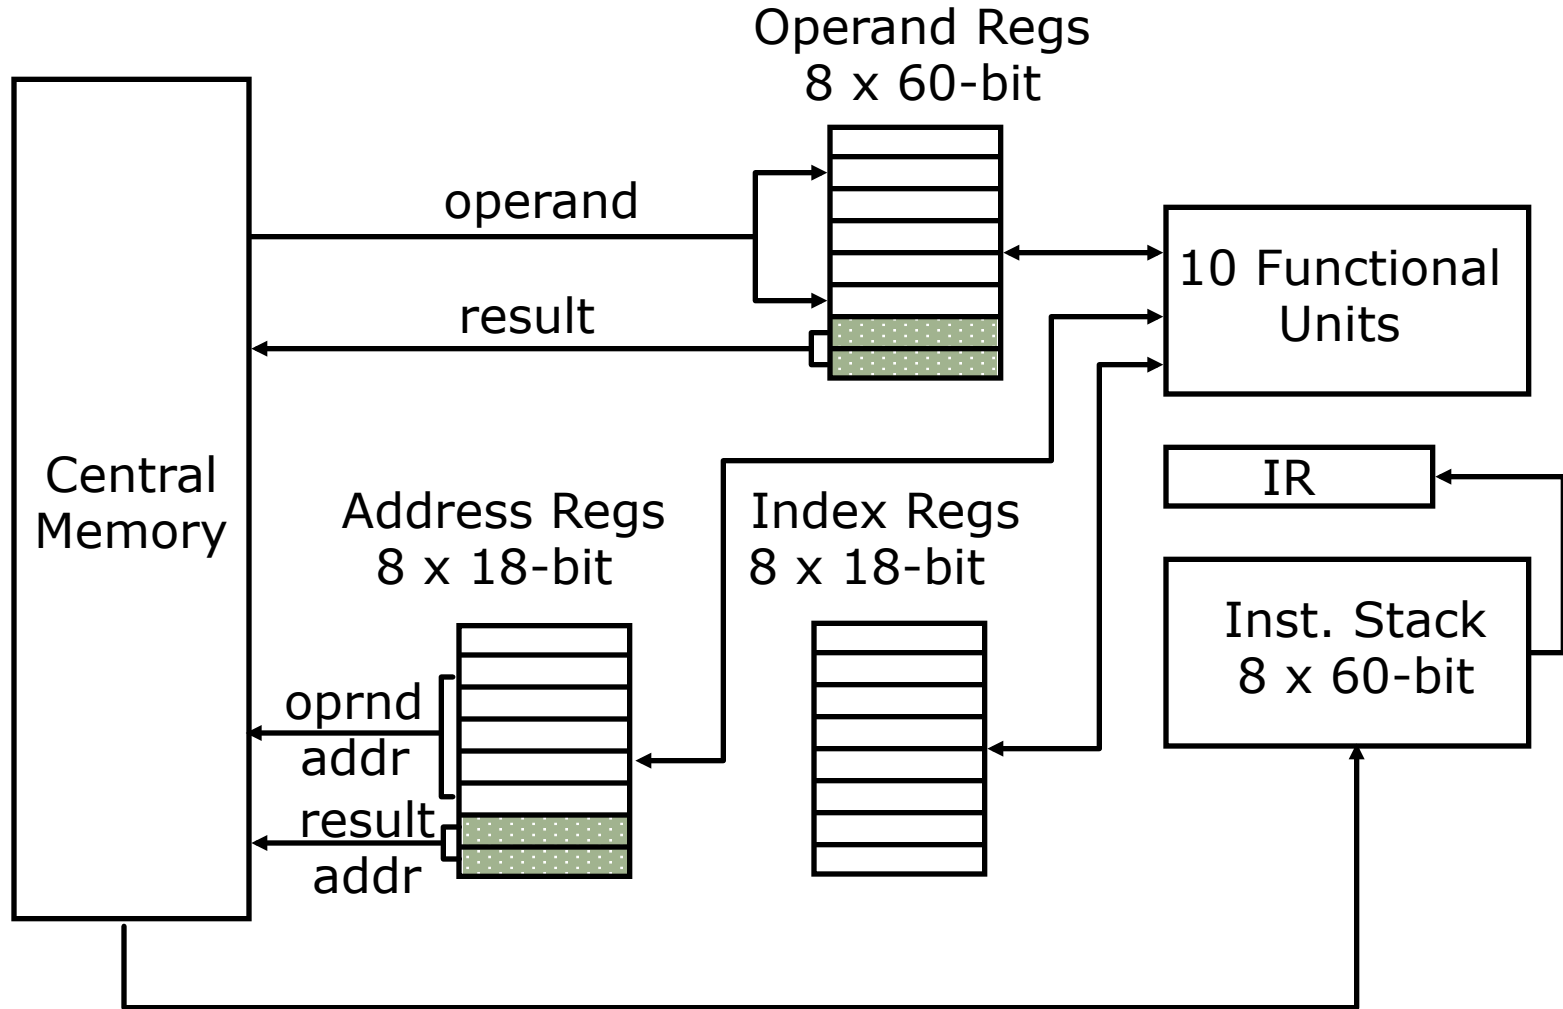 Operand Regs
8 x 60-bit
operand
result
10 Functional
Units
Central
Memory
IR
Address Regs
8 x 18-bit
Index Regs
8 x 18-bit
Inst. Stack
8 x 60-bit
oprnd
addr
result
addr